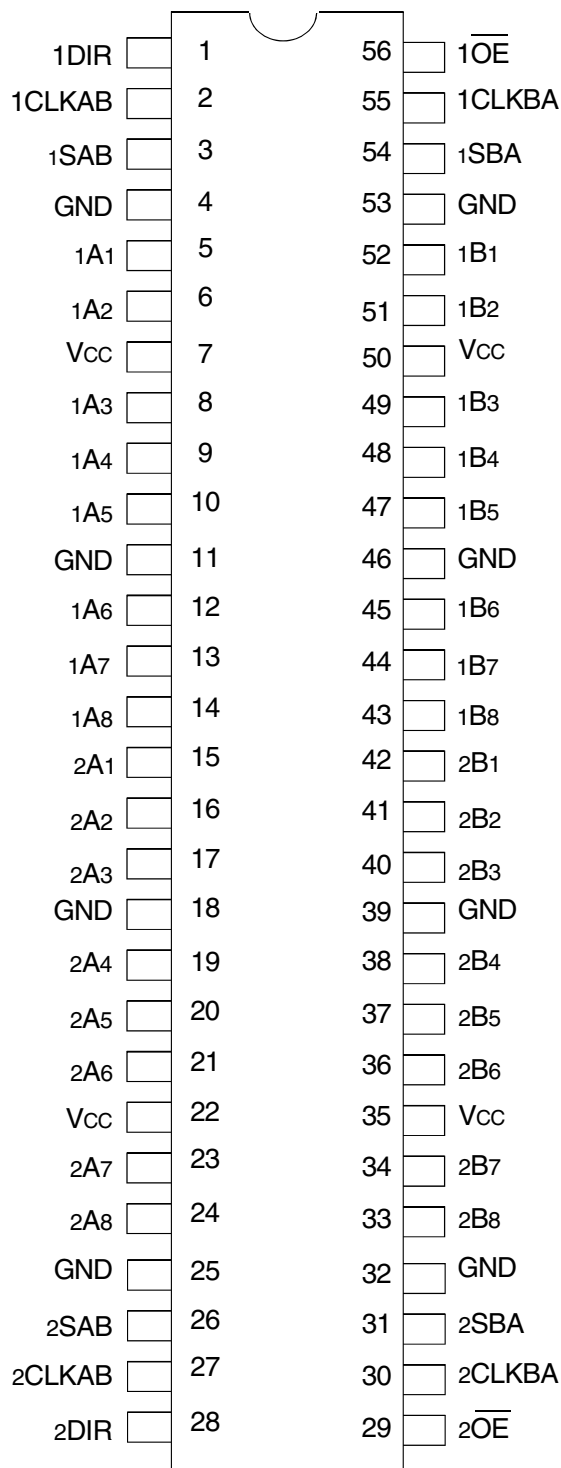 1DIR 1 56 1O̅E̅
1CLKAB 2 55 1CLKBA
1SAB 3 54 1SBA
GND 4 53 GND
1A1 5 52 1B1
1A2 6 51 1B2
VCC 7 50 VCC
1A3 8 49 1B3
1A4 9 48 1B4
1A5 10 47 1B5
GND 11 46 GND
1A6 12 45 1B6
1A7 13 44 1B7
1A8 14 43 1B8
2A1 15 42 2B1
2A2 16 41 2B2
2A3 17 40 2B3
GND 18 39 GND
2A4 19 38 2B4
2A5 20 37 2B5
2A6 21 36 2B6
VCC 22 35 VCC
2A7 23 34 2B7
2A8 24 33 2B8
GND 25 32 GND
2SAB 26 31 2SBA
2CLKAB 27 30 2CLKBA
2DIR 28 29 2O̅E̅